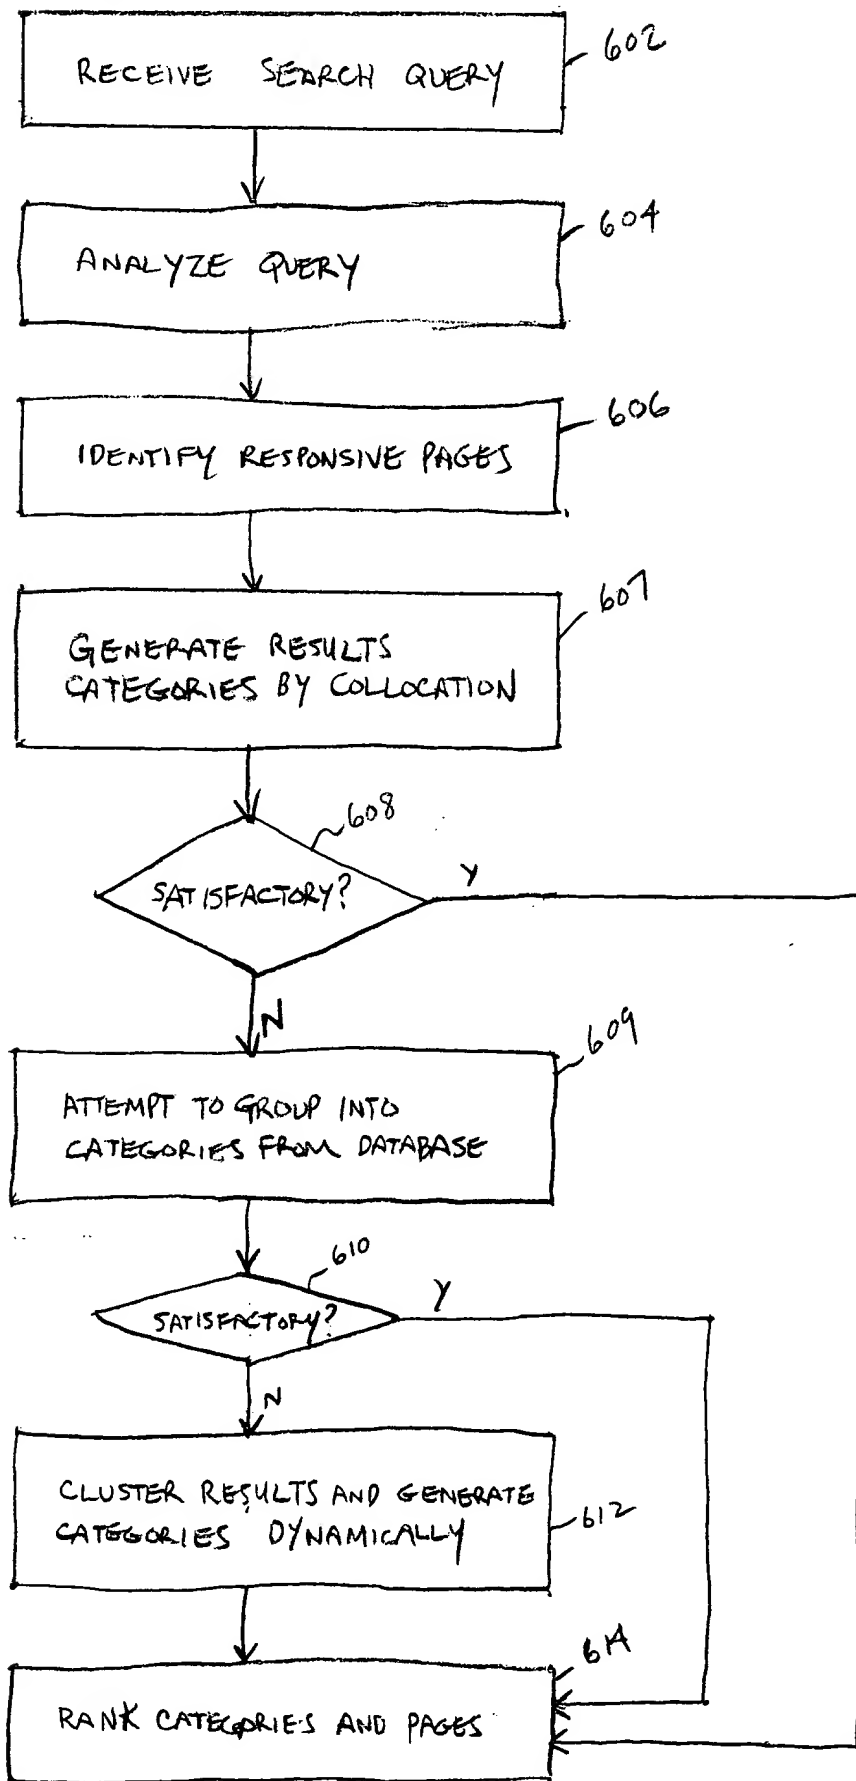 RECEIVE SEARCH QUERY
602
ANALYZE QUERY
604
IDENTIFY RESPONSIVE PAGES
606
GENERATE RESULTS
CATEGORIES BY COLLOCATION
607
608
SATISFACTORY?
Y
N
609
ATTEMPT TO GROUP INTO
CATEGORIES FROM DATABASE
610
SATISFACTORY?
Y
N
CLUSTER RESULTS AND GENERATE
CATEGORIES DYNAMICALLY
612
614
RANK CATEGORIES AND PAGES